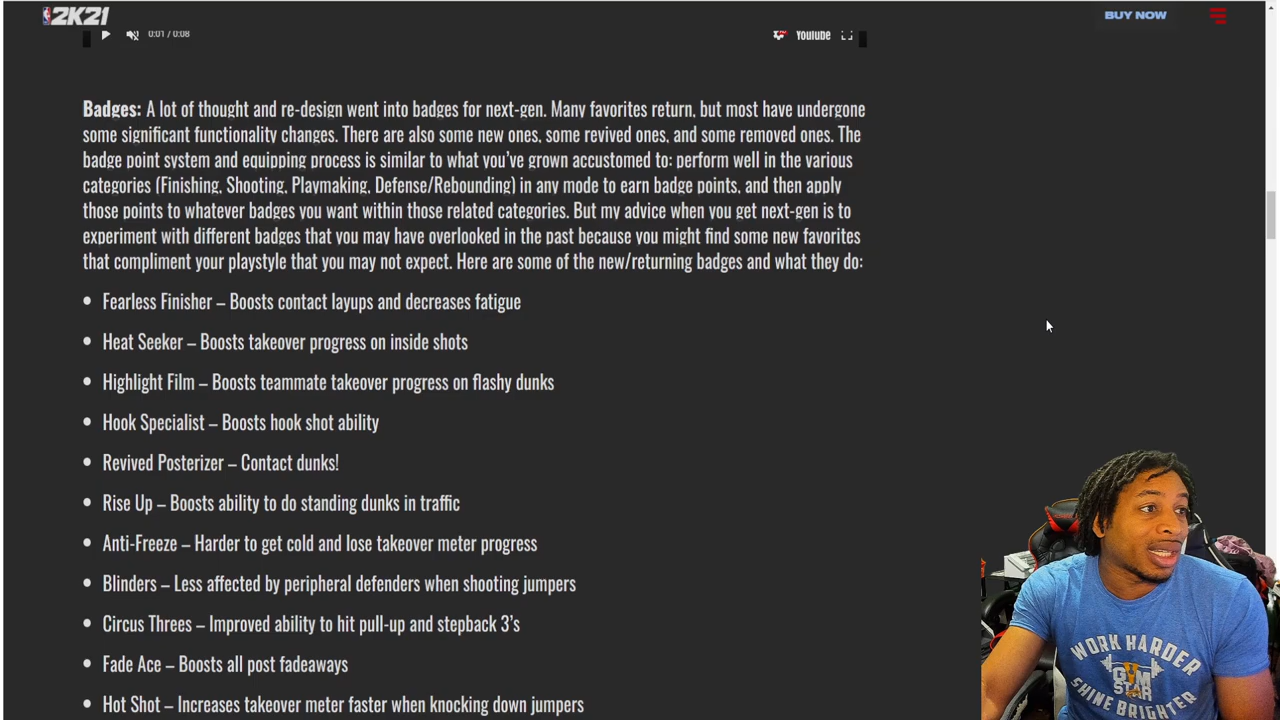 2K21
BUY NOW
0:01 / 0:08
YouTube
Badges: A lot of thought and re-design went into badges for next-gen. Many favorites return, but most have undergone
some significant functionality changes. There are also some new ones, some revived ones, and some removed ones. The
badge point system and equipping process is similar to what you've grown accustomed to: perform well in the various
categories (Finishing, Shooting, Playmaking, Defense/Rebounding) in any mode to earn badge points, and then apply
those points to whatever badges you want within those related categories. But my advice when you get next-gen is to
experiment with different badges that you may have overlooked in the past because you might find some new favorites
that compliment your playstyle that you may not expect. Here are some of the new/returning badges and what they do:
• Fearless Finisher – Boosts contact layups and decreases fatigue
• Heat Seeker – Boosts takeover progress on inside shots
• Highlight Film – Boosts teammate takeover progress on flashy dunks
• Hook Specialist – Boosts hook shot ability
• Revived Posterizer – Contact dunks!
• Rise Up – Boosts ability to do standing dunks in traffic
• Anti-Freeze – Harder to get cold and lose takeover meter progress
• Blinders – Less affected by peripheral defenders when shooting jumpers
• Circus Threes – Improved ability to hit pull-up and stepback 3's
• Fade Ace – Boosts all post fadeaways
• Hot Shot – Increases takeover meter faster when knocking down jumpers
WORK HARDER
GYM
STAR
SHINE BRIGHTER